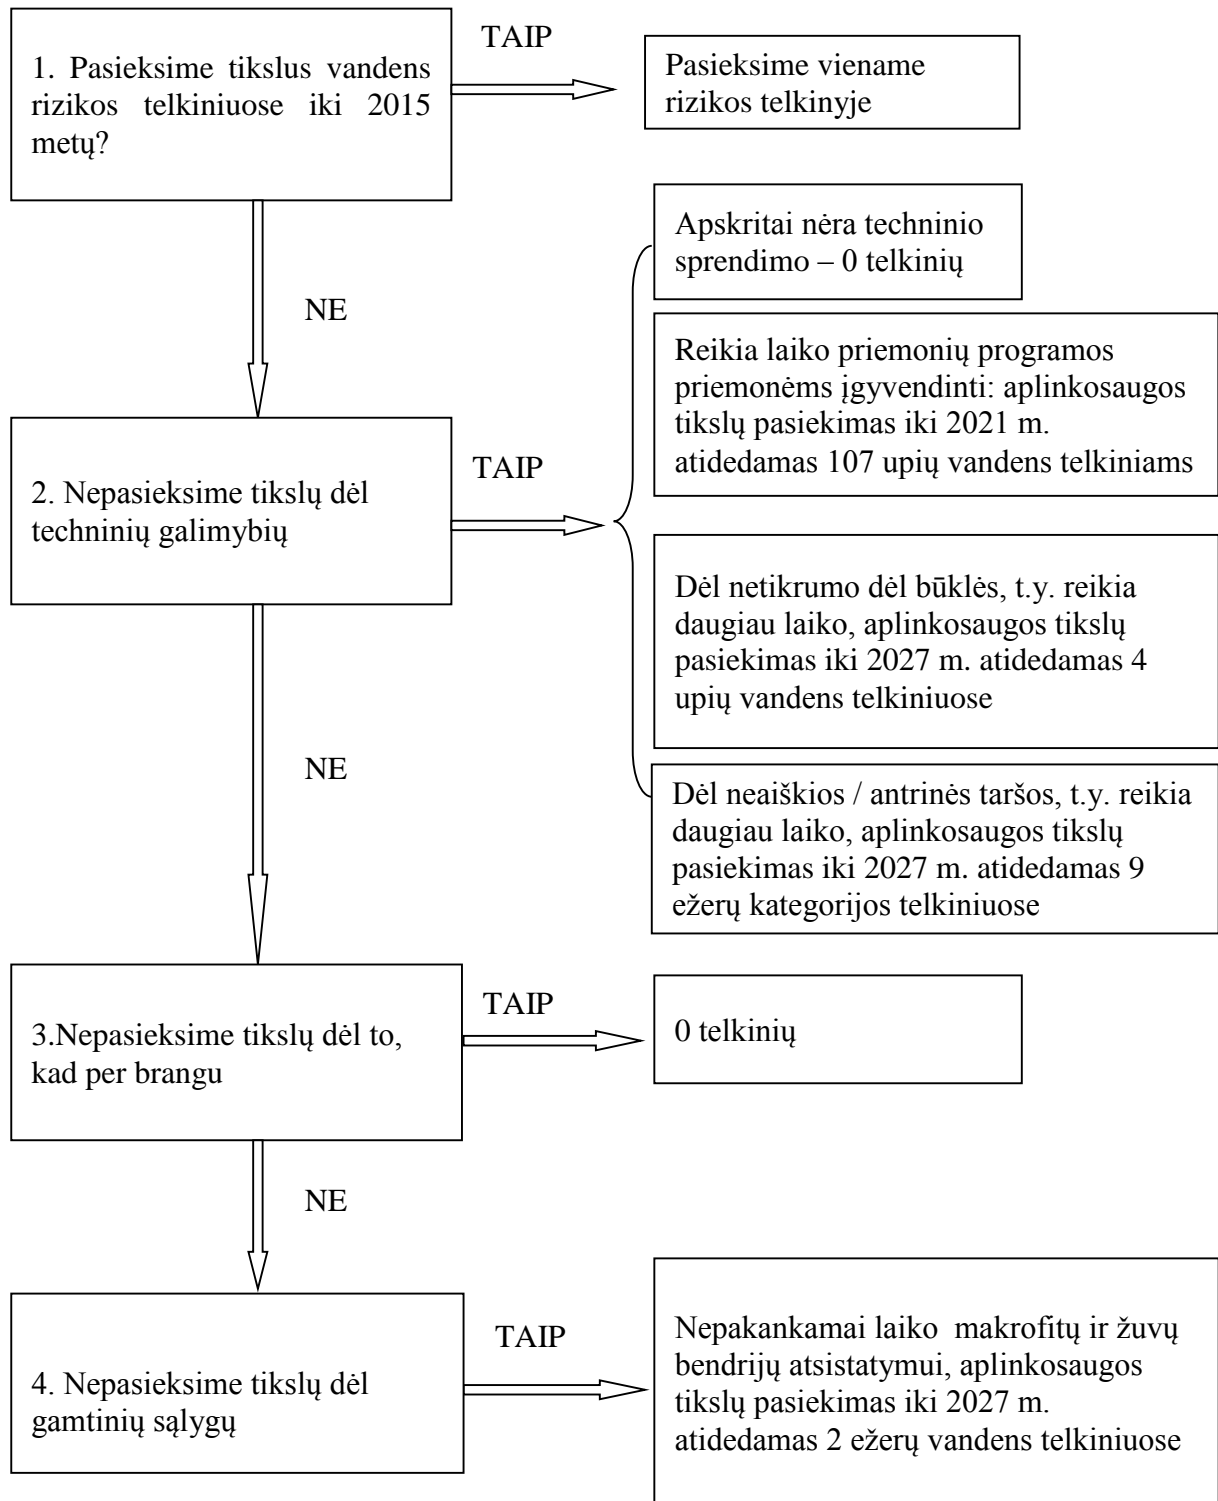 1. Pasieksime tikslus vandens
rizikos telkiniuose iki 2015
metų?
TAIP
Pasieksime viename
rizikos telkinyje
NE
2. Nepasieksime tikslų dėl
techninių galimybių
TAIP
Apskritai nėra techninio
sprendimo – 0 telkinių
Reikia laiko priemonių programos
priemonėms įgyvendinti: aplinkosaugos
tikslų pasiekimas iki 2021 m.
atidedamas 107 upių vandens telkiniams
Dėl netikrumo dėl būklės, t.y. reikia
daugiau laiko, aplinkosaugos tikslų
pasiekimas iki 2027 m. atidedamas 4
upių vandens telkiniuose
Dėl neaiškios / antrinės taršos, t.y. reikia
daugiau laiko, aplinkosaugos tikslų
pasiekimas iki 2027 m. atidedamas 9
ežerų kategorijos telkiniuose
NE
3.Nepasieksime tikslų dėl to,
kad per brangu
TAIP
0 telkinių
NE
4. Nepasieksime tikslų dėl
gamtinių sąlygų
TAIP
Nepakankamai laiko  makrofitų ir žuvų
bendrijų atsistatymui, aplinkosaugos
tikslų pasiekimas iki 2027 m.
atidedamas 2 ežerų vandens telkiniuose